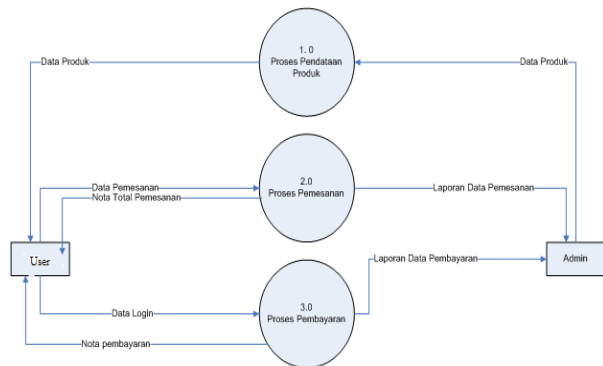 1. 0
Proses Pendataan
Produk
Data Produk
Data Produk
2.0
Proses Pemesanan
Data Pemesanan
Nota Total Pemesanan
Laporan Data Pemesanan
User
Admin
Laporan Data Pembayaran
3.0
Proses Pembayaran
Data Login
Nota pembayaran